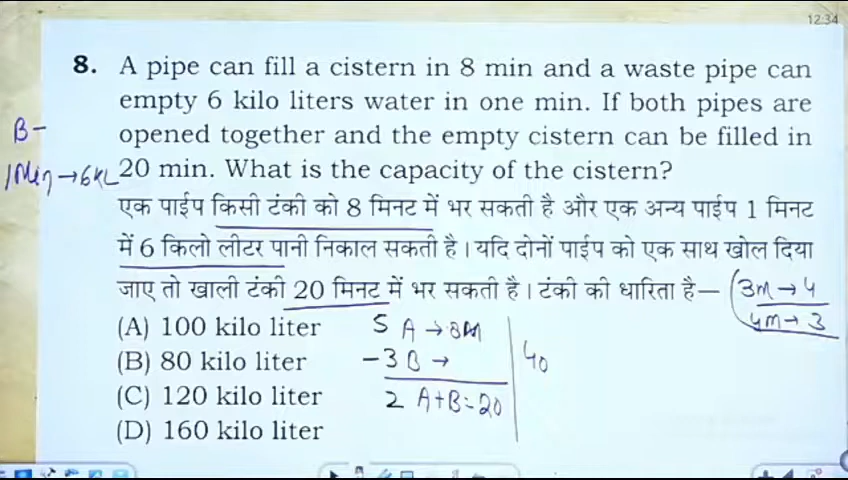 12:34
8. A pipe can fill a cistern in 8 min and a waste pipe can
empty 6 kilo liters water in one min. If both pipes are
opened together and the empty cistern can be filled in
20 min. What is the capacity of the cistern?
B-
1Min→6KL
एक पाईप किसी टंकी को 8 मिनट में भर सकती है और एक अन्य पाईप 1 मिनट
में 6 किलो लीटर पानी निकाल सकती है। यदि दोनों पाईप को एक साथ खोल दिया
जाए तो खाली टंकी 20 मिनट में भर सकती है। टंकी की धारिता है—
3m→4
4m→3
(A) 100 kilo liter
(B) 80 kilo liter
(C) 120 kilo liter
(D) 160 kilo liter
5 A→8M
-3 B→
2 A+B=20
40